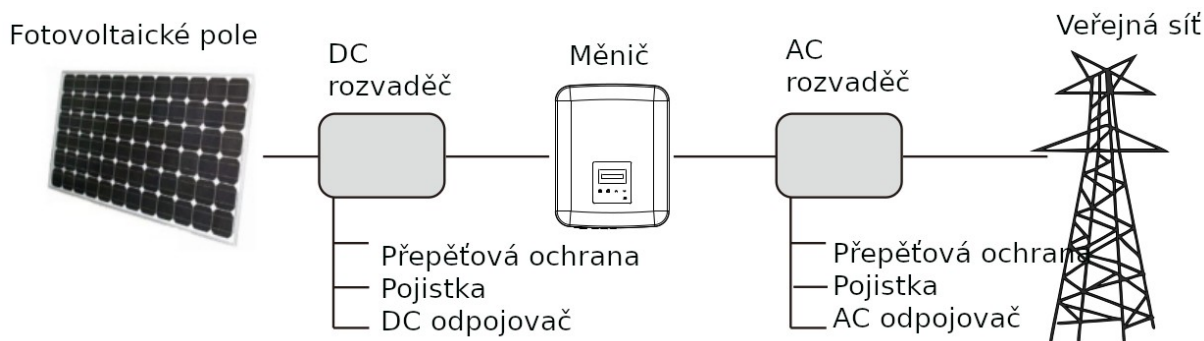 Fotovoltaické pole
DC
rozvaděč
Měnič
AC
rozvaděč
Veřejná síť
Přepěťová ochrana
Pojistka
DC odpojovač
Přepěťová ochrana
Pojistka
AC odpojovač